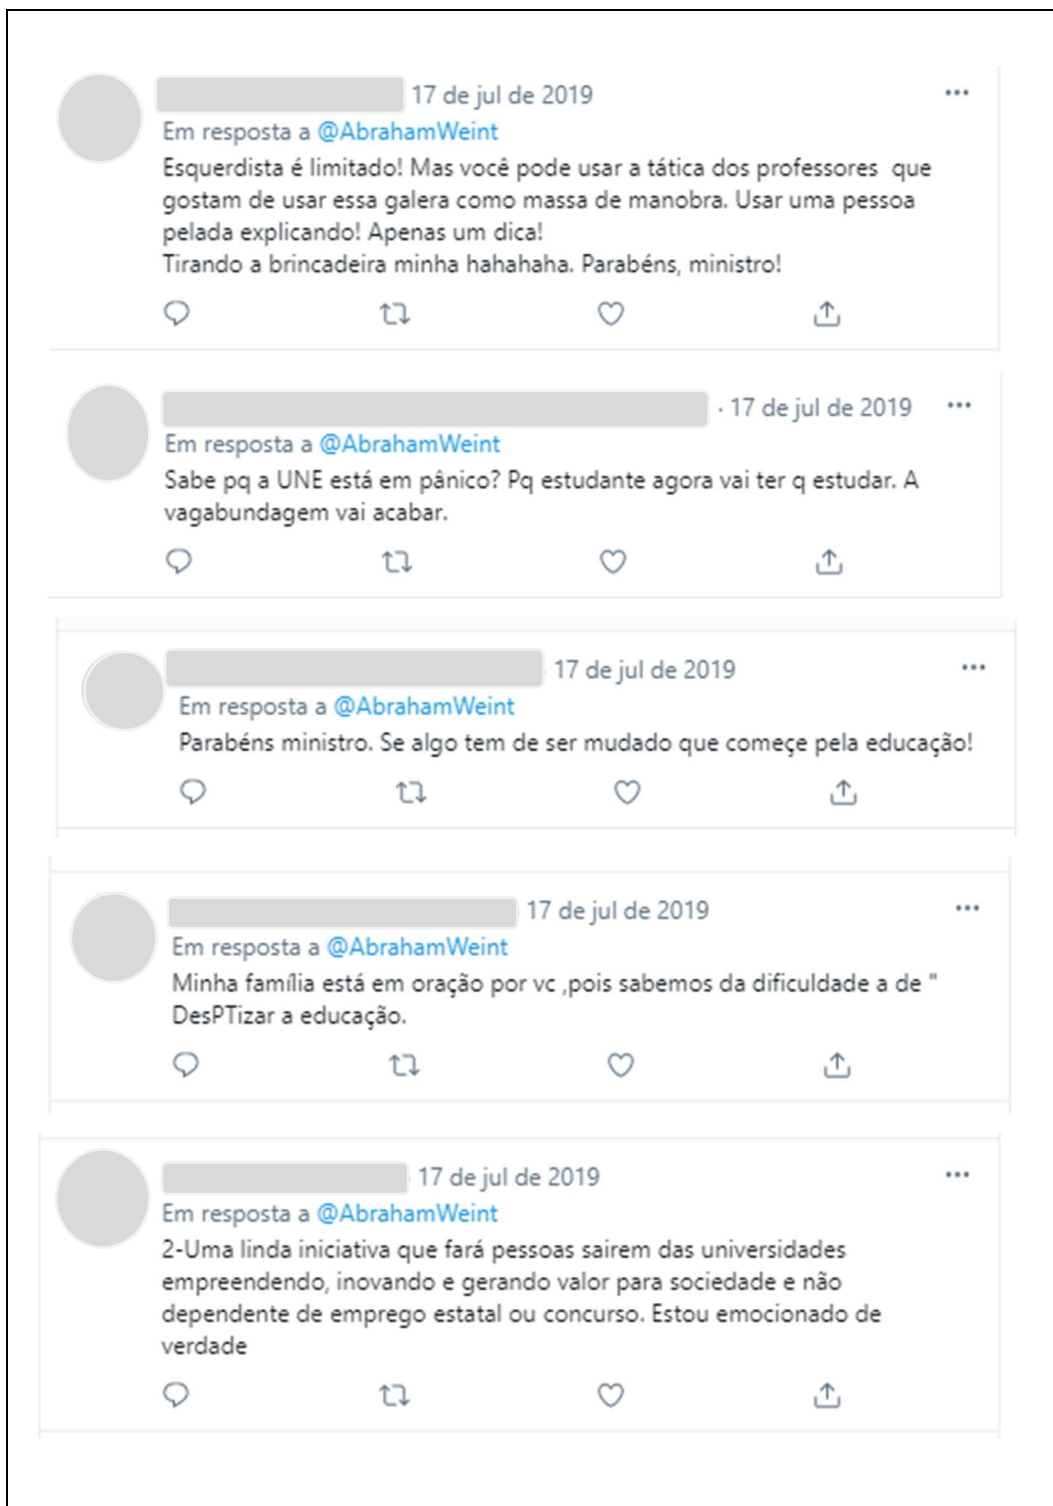 17 de jul de 2019
Em resposta a @AbrahamWeint
Esquerdista é limitado! Mas você pode usar a tática dos professores que
gostam de usar essa galera como massa de manobra. Usar uma pessoa
pelada explicando! Apenas um dica!
Tirando a brincadeira minha hahahaha. Parabéns, ministro!
· 17 de jul de 2019
Em resposta a @AbrahamWeint
Sabe pq a UNE está em pânico? Pq estudante agora vai ter q estudar. A
vagabundagem vai acabar.
17 de jul de 2019
Em resposta a @AbrahamWeint
Parabéns ministro. Se algo tem de ser mudado que começe pela educação!
17 de jul de 2019
Em resposta a @AbrahamWeint
Minha família está em oração por vc ,pois sabemos da dificuldade a de "
DesPTizar a educação.
17 de jul de 2019
Em resposta a @AbrahamWeint
2-Uma linda iniciativa que fará pessoas sairem das universidades
empreendendo, inovando e gerando valor para sociedade e não
dependente de emprego estatal ou concurso. Estou emocionado de
verdade